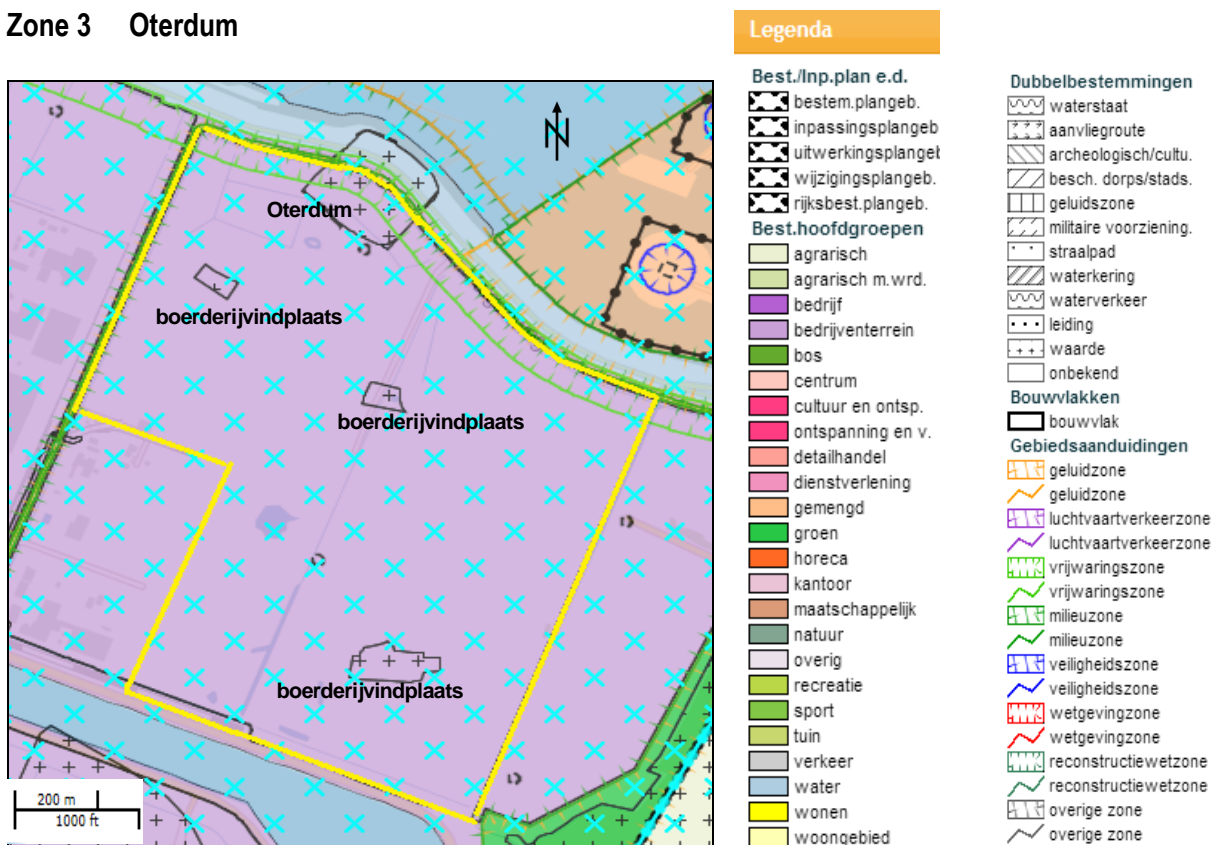 Zone 3 Oterdum
N
Oterdum
boerderijvindplaats
boerderijvindplaats
boerderijvindplaats
200 m
1000 ft
Legenda
Best./Inp.plan e.d.
bestem.plangeb.
inpassingsplangeb
uitwerkingsplangel
wijzigingsplangeb.
rijksbest.plangeb.
Best.hoofdgroepen
agrarisch
agrarisch m.wrd.
bedrijf
bedrijventerrein
bos
centrum
cultuur en ontsp.
ontspanning en v.
detailhandel
dienstverlening
gemengd
groen
horeca
kantoor
maatschappelijk
natuur
overig
recreatie
sport
tuin
verkeer
water
wonen
woongebied
Dubbelbestemmingen
waterstaat
aanvliegroute
archeologisch/cultu.
besch. dorps/stads.
geluidszone
militaire voorziening.
straalpad
waterkering
waterverkeer
leiding
waarde
onbekend
Bouwvlakken
bouwvlak
Gebiedsaanduidingen
geluidzone
geluidzone
luchtvaartverkeerzone
luchtvaartverkeerzone
vrijwaringszone
vrijwaringszone
milieuzone
milieuzone
veiligheidszone
veiligheidszone
wetgevingzone
wetgevingzone
reconstructiewetzone
reconstructiewetzone
overige zone
overige zone